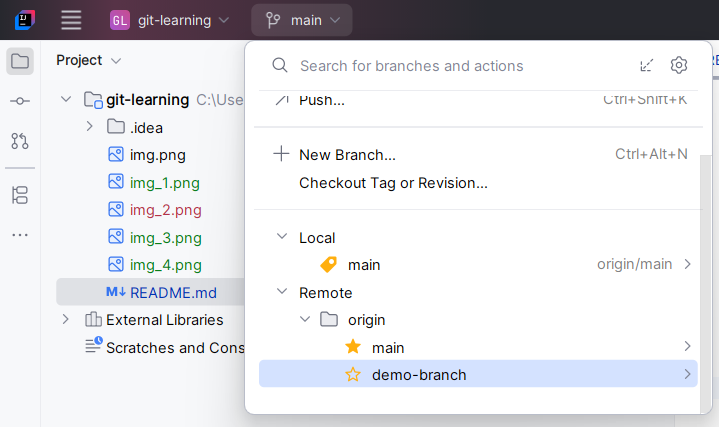 GL git-learning main
Project
Search for branches and actions
git-learning C:\Use
Push... Ctrl+Shift+K
.idea
img.png
New Branch... Ctrl+Alt+N
img_1.png
Checkout Tag or Revision...
img_2.png
img_3.png
Local
img_4.png
main origin/main
README.md
Remote
External Libraries
origin
Scratches and Cons
main
demo-branch